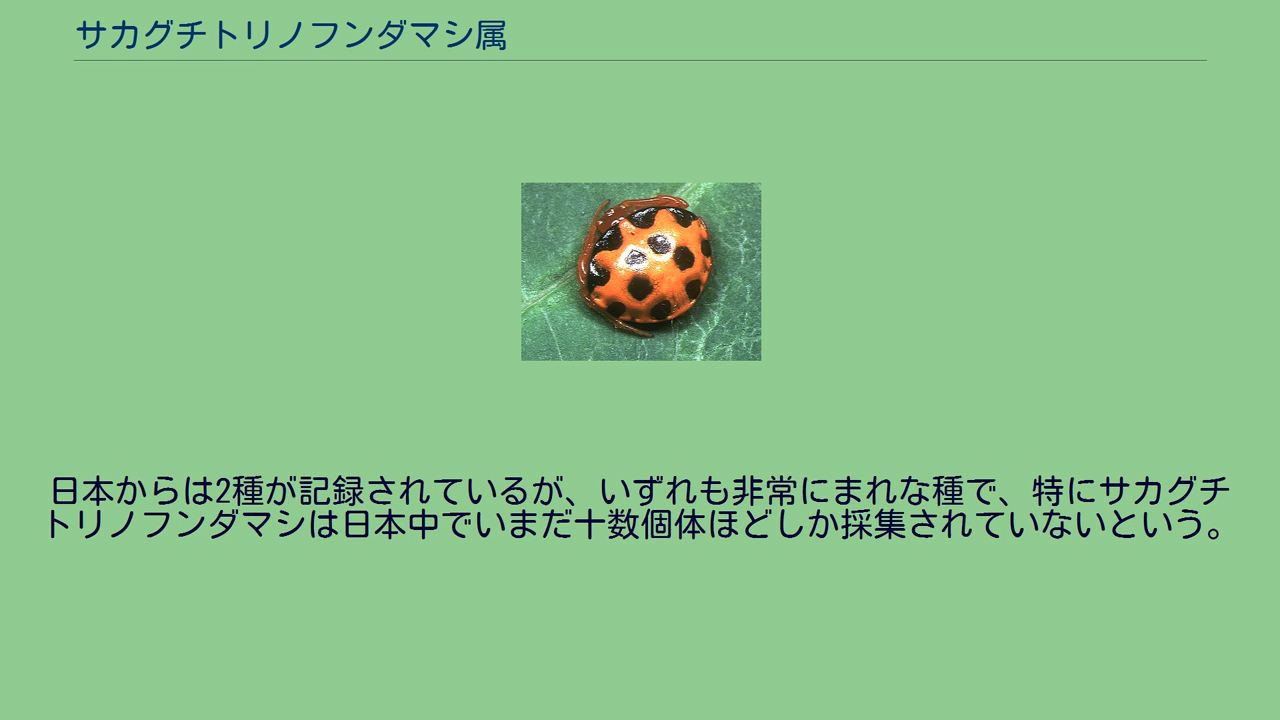 サカグチトリノフンダマシ属
日本からは2種が記録されているが、いずれも非常にまれな種で、特にサカグチ
トリノフンダマシは日本中でいまだ十数個体ほどしか採集されていないという。